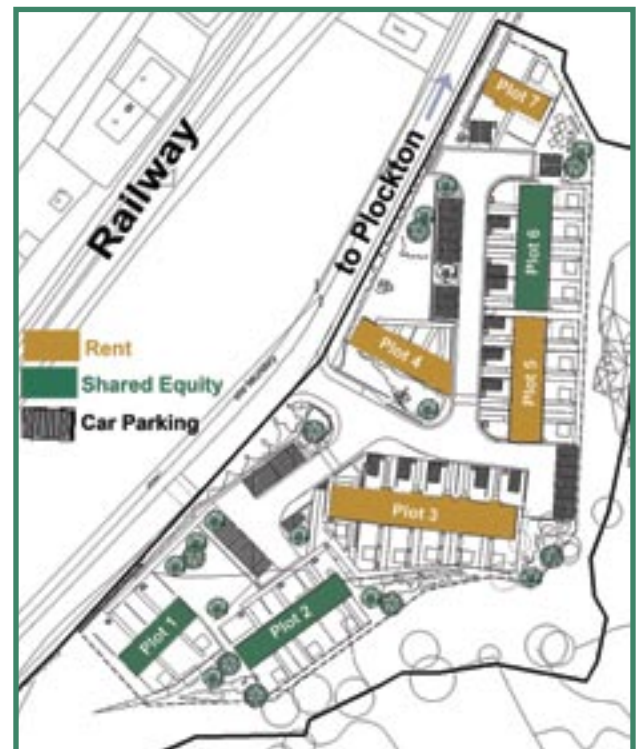 Railway
to Plockton
Plot 7
Plot 6
Plot 5
Plot 4
Rent
Shared Equity
Car Parking
Plot 3
Plot 2
Plot 1